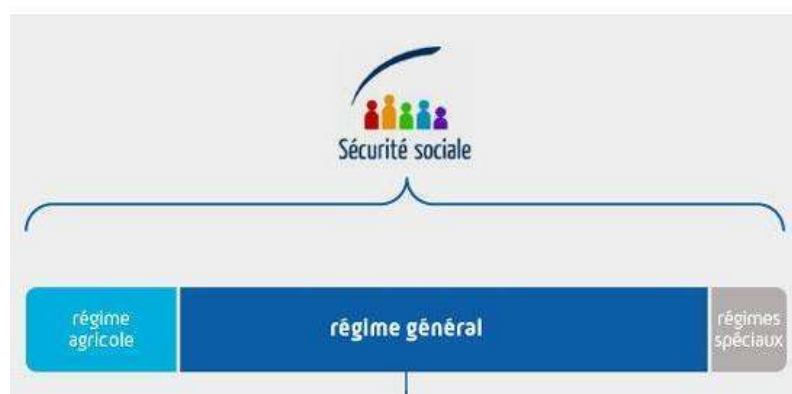 Sécurité sociale
régime
agricole
régime général
régimes
spéciaux